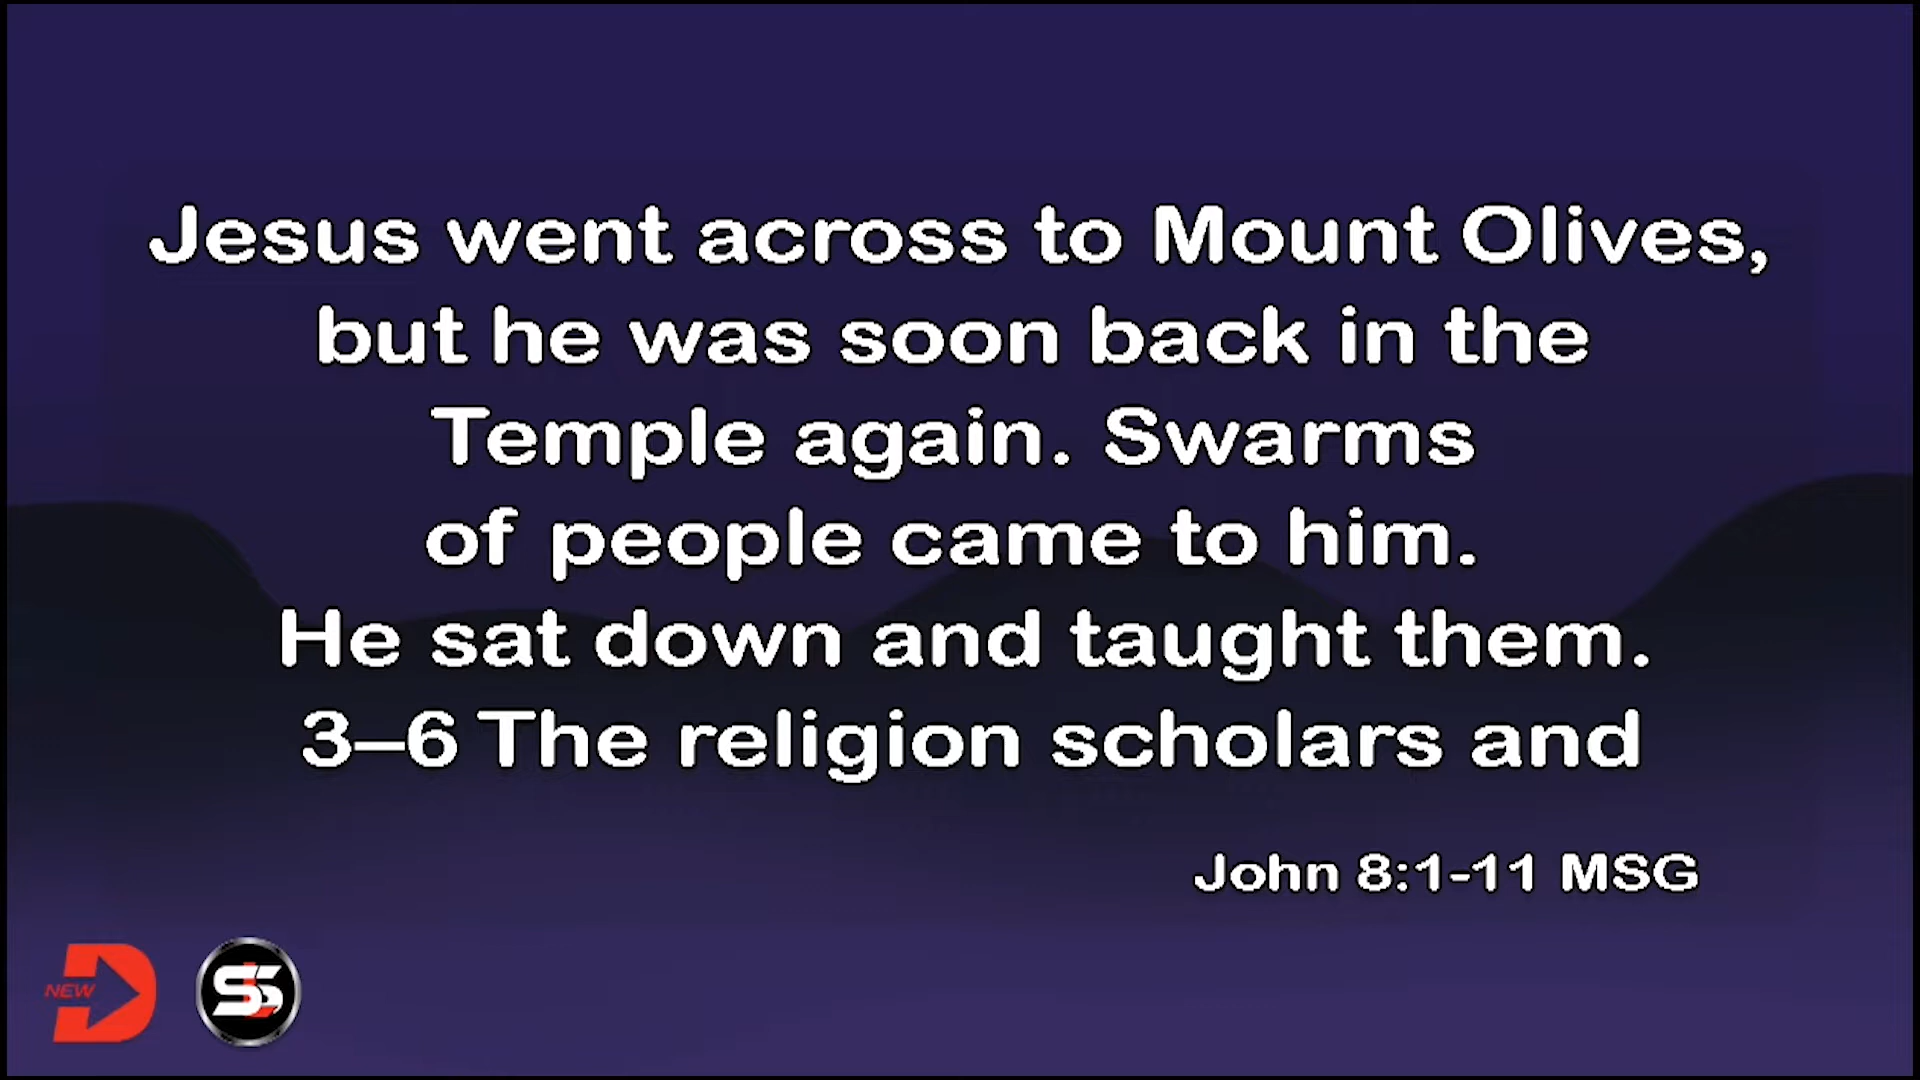 Jesus went across to Mount Olives,
but he was soon back in the
Temple again. Swarms
of people came to him.
He sat down and taught them.
3–6 The religion scholars and
John 8:1-11 MSG
NEW D